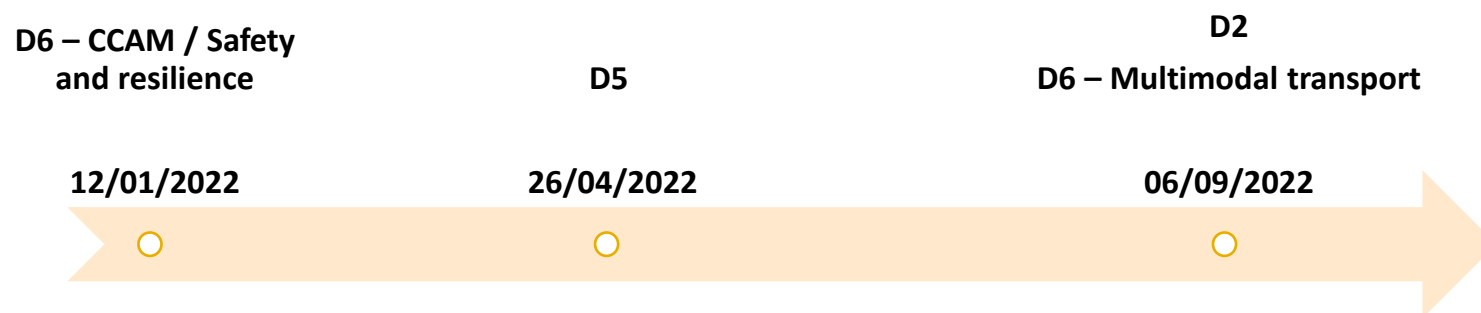 D6 – CCAM / Safety
and resilience
12/01/2022
D5
26/04/2022
D2
D6 – Multimodal transport
06/09/2022